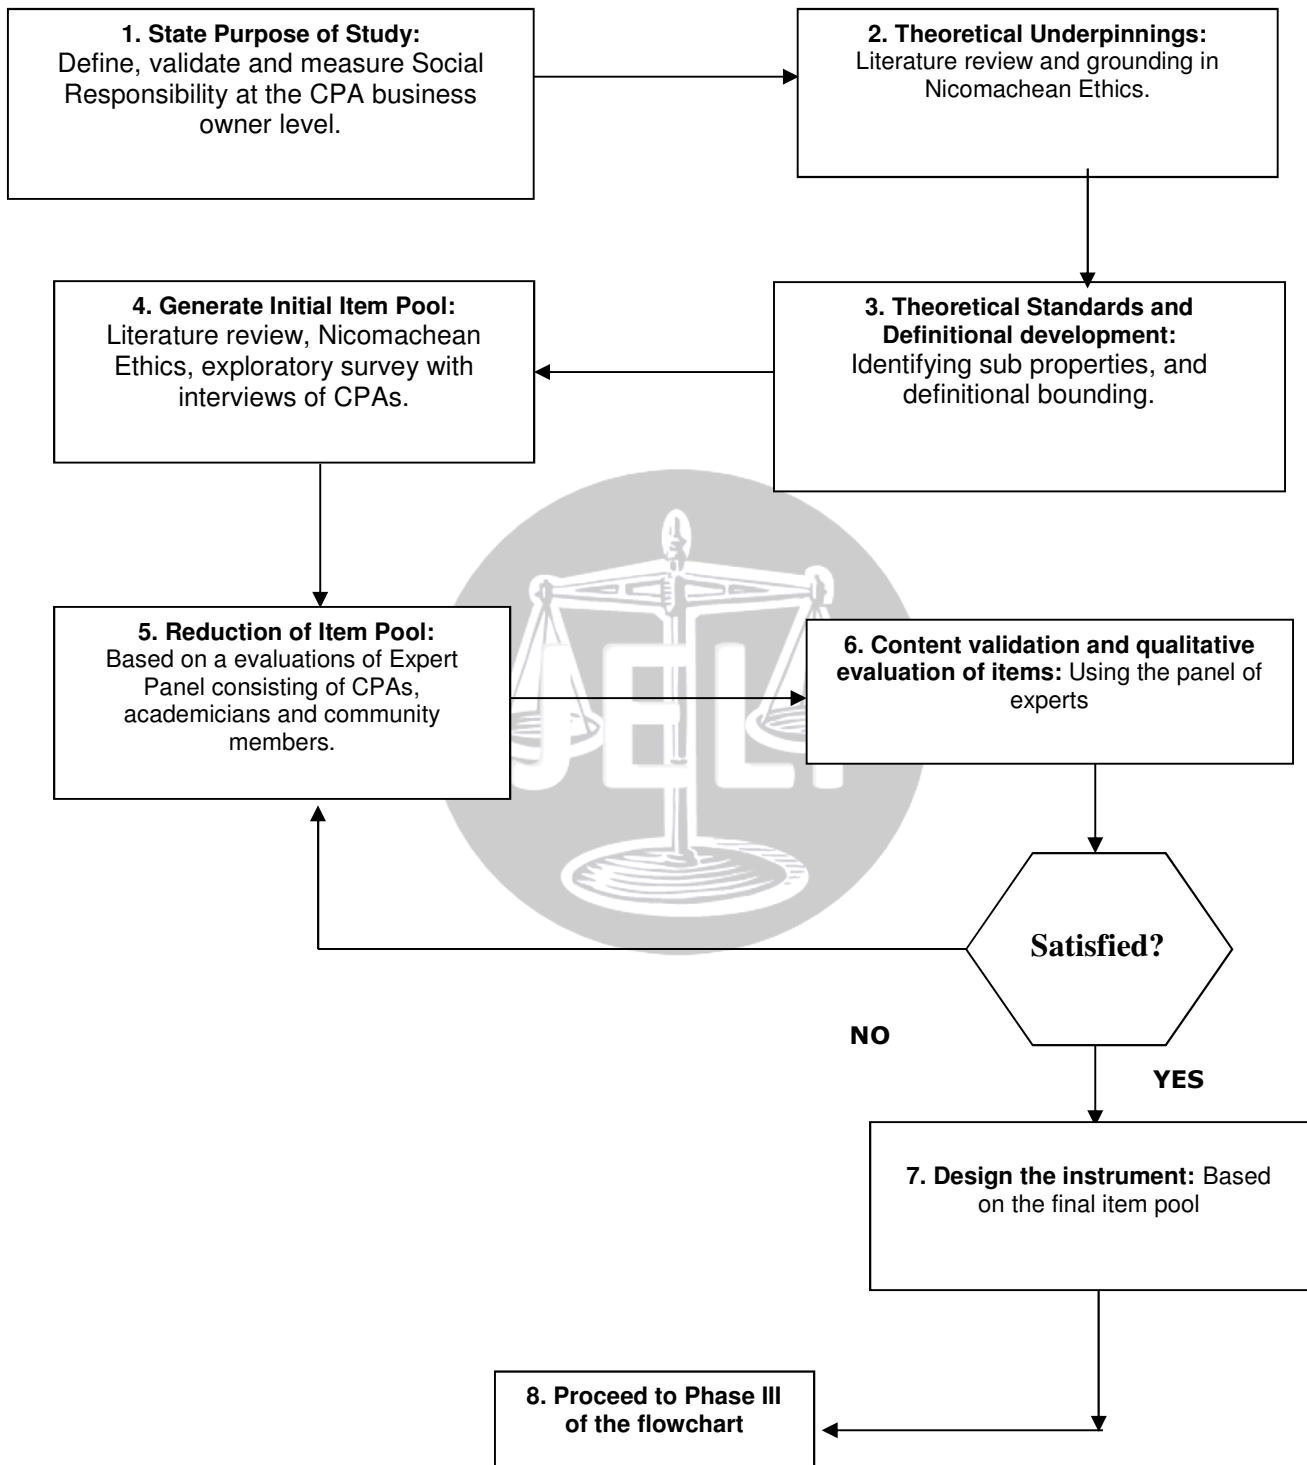 1. State Purpose of Study:
Define, validate and measure Social
Responsibility at the CPA business
owner level.
2. Theoretical Underpinnings:
Literature review and grounding in
Nicomachean Ethics.
3. Theoretical Standards and
Definitional development:
Identifying sub properties, and
definitional bounding.
4. Generate Initial Item Pool:
Literature review, Nicomachean
Ethics, exploratory survey with
interviews of CPAs.
5. Reduction of Item Pool:
Based on a evaluations of Expert
Panel consisting of CPAs,
academicians and community
members.
6. Content validation and qualitative
evaluation of items: Using the panel of
experts
Satisfied?
NO
YES
7. Design the instrument: Based
on the final item pool
8. Proceed to Phase III
of the flowchart